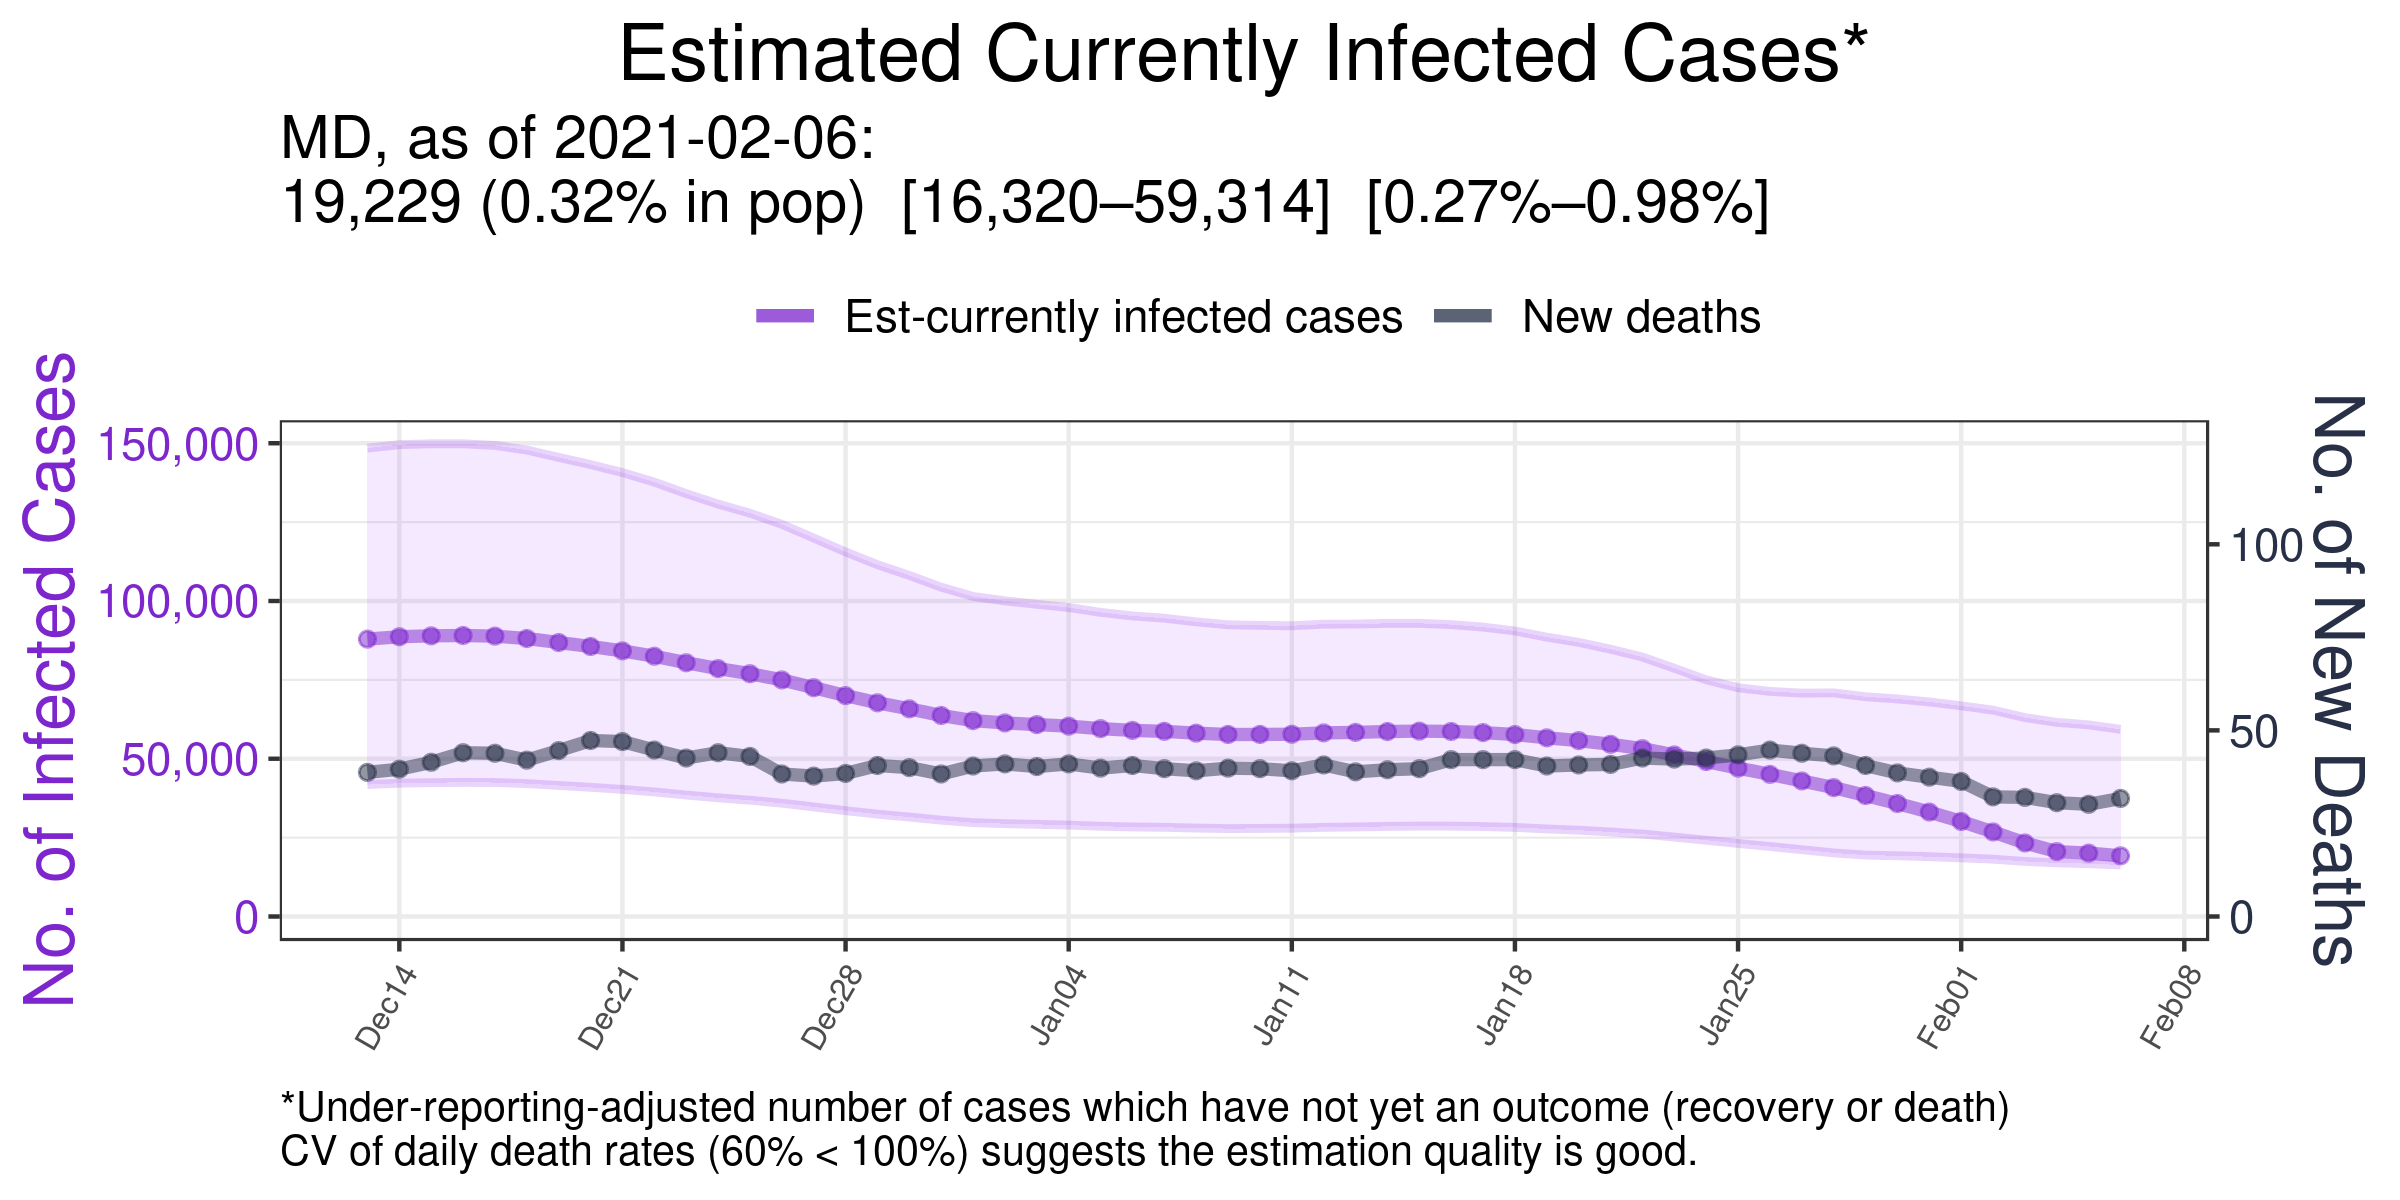 Estimated Currently Infected Cases*
MD, as of 2021-02-06:
19,229 (0.32% in pop)  [16,320–59,314]  [0.27%–0.98%]
Est-currently infected cases
New deaths
No. of Infected Cases
150,000
100,000
50,000
0
No. of New Deaths
100
50
0
Dec14
Dec21
Dec28
Jan04
Jan11
Jan18
Jan25
Feb01
Feb08
*Under-reporting-adjusted number of cases which have not yet an outcome (recovery or death)
CV of daily death rates (60% < 100%) suggests the estimation quality is good.